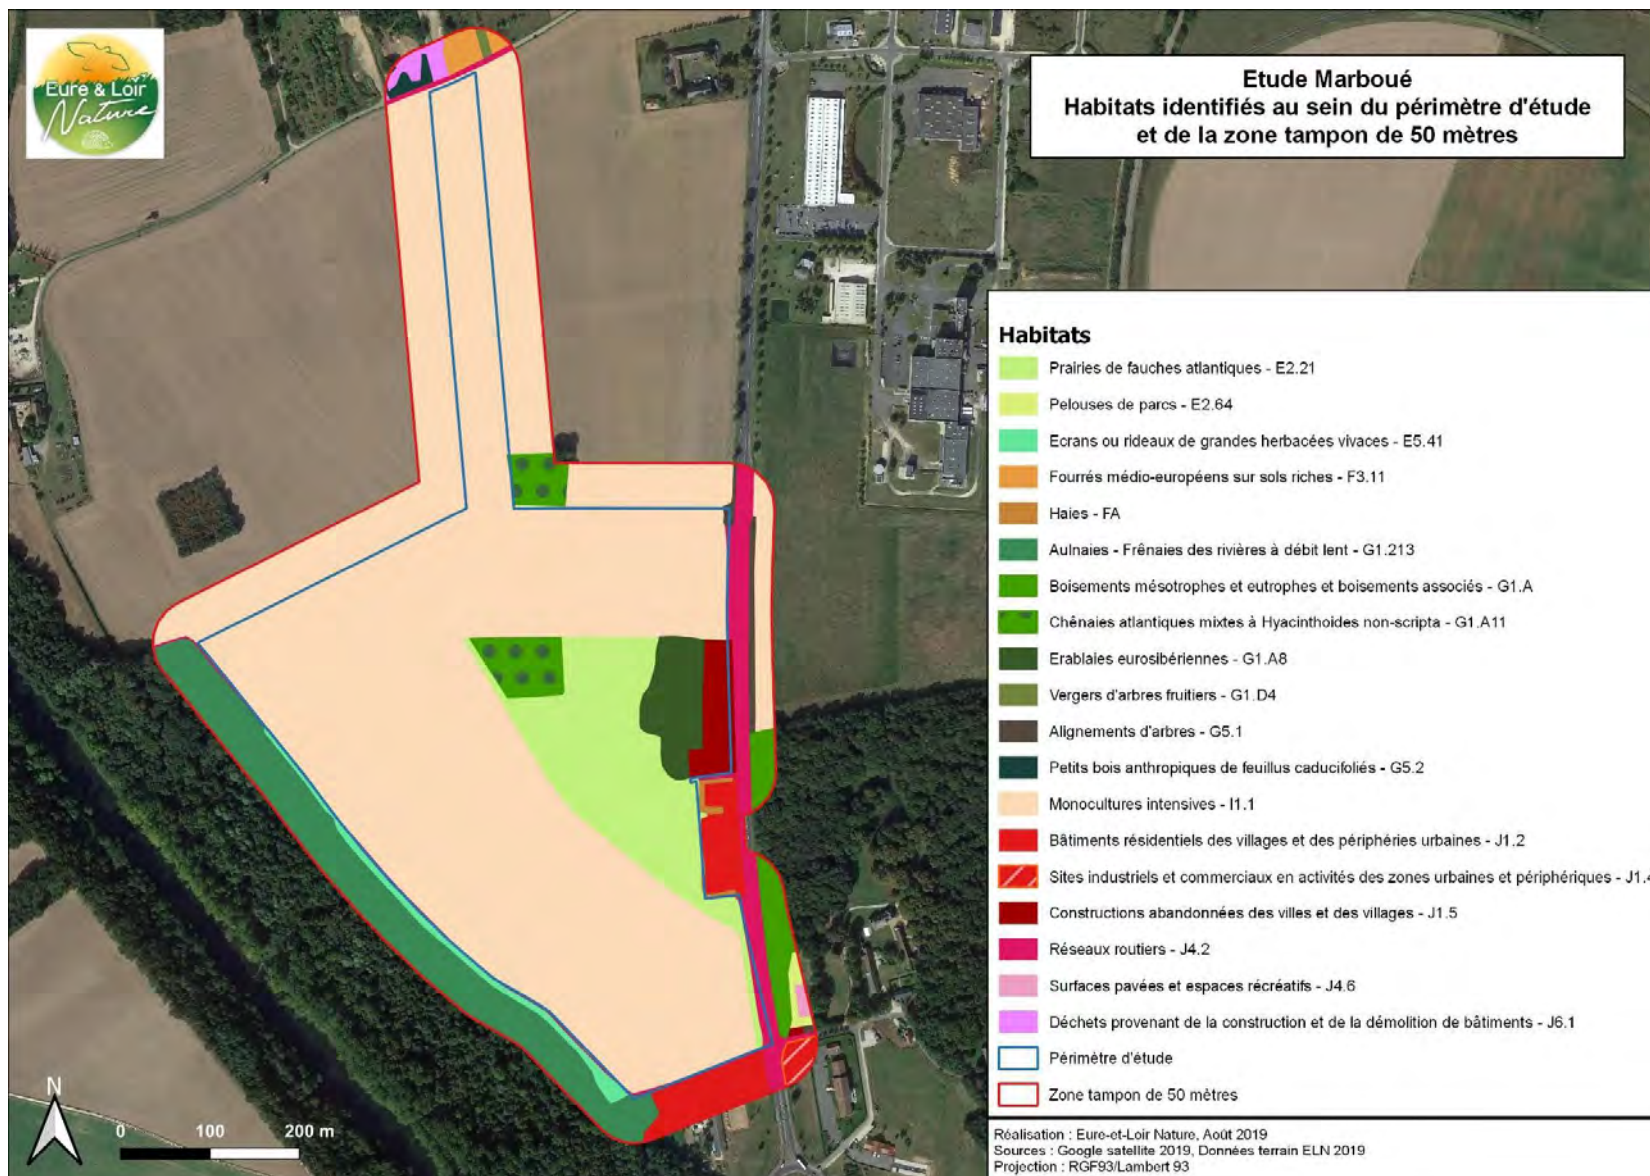 Eure & Loir
Nature
Etude Marboué
Habitats identifiés au sein du périmètre d'étude
et de la zone tampon de 50 mètres
Habitats
Prairies de fauches atlantiques - E2.21
Pelouses de parcs - E2.64
Ecrans ou rideaux de grandes herbacées vivaces - E5.41
Fourrés médio-européens sur sols riches - F3.11
Haies - FA
Aulnaies - Frênaies des rivières à débit lent - G1.213
Boisements mésotrophes et eutrophes et boisements associés - G1.A
Chênaies atlantiques mixtes à Hyacinthoides non-scripta - G1.A11
Erablaies eurosibériennes - G1.A8
Vergers d'arbres fruitiers - G1.D4
Alignements d'arbres - G5.1
Petits bois anthropiques de feuillus caducifoliés - G5.2
Monocultures intensives - I1.1
Bâtiments résidentiels des villages et des périphéries urbaines - J1.2
Sites industriels et commerciaux en activités des zones urbaines et périphériques - J1.4
Constructions abandonnées des villes et des villages - J1.5
Réseaux routiers - J4.2
Surfaces pavées et espaces récréatifs - J4.6
Déchets provenant de la construction et de la démolition de bâtiments - J6.1
Périmètre d'étude
Zone tampon de 50 mètres
N
0 100 200 m
Réalisation : Eure-et-Loir Nature, Août 2019
Sources : Google satellite 2019, Données terrain ELN 2019
Projection : RGF93/Lambert 93